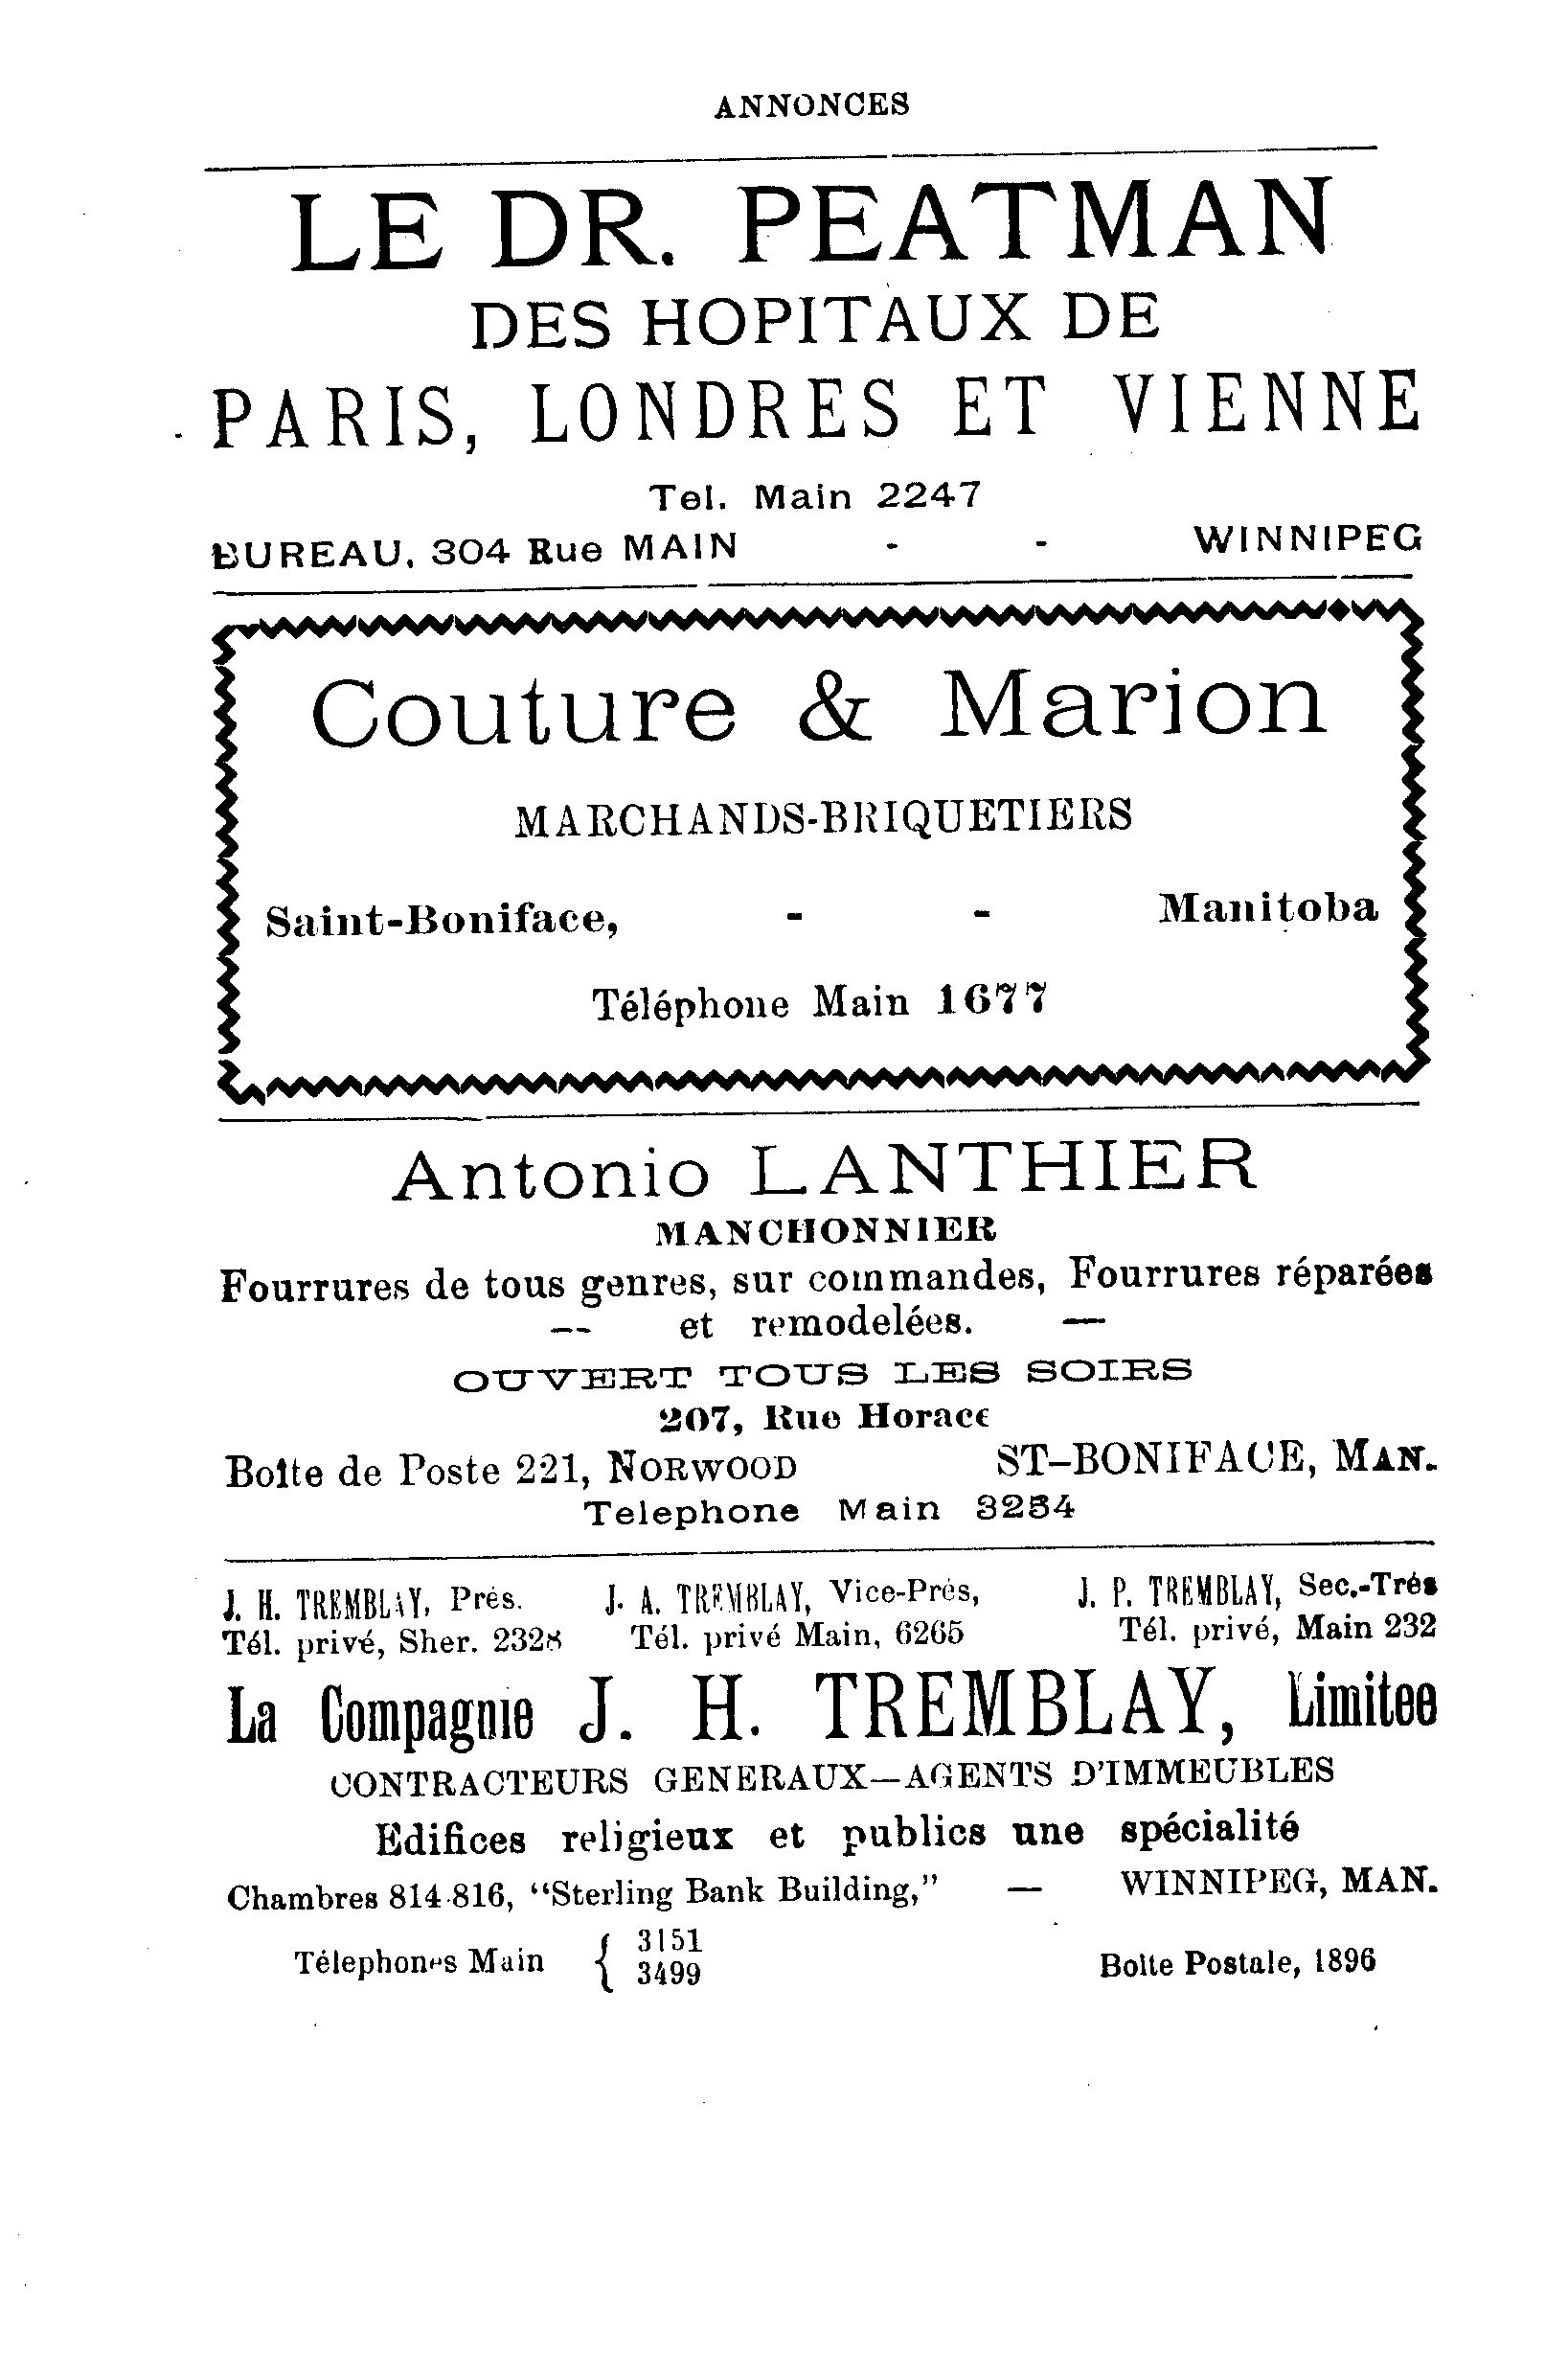 ANNONCES
LE DR. PEATMAN
DES HOPITAUX DE
PARIS, LONDRES ET VIENNE
Tel. Main 2247
BUREAU, 304 Rue MAIN - - WINNIPEG
Couture & Marion
MARCHANDS-BRIQUETIERS
Saint-Boniface, - - Manitoba
Téléphone Main 1677
Antonio LANTHIER
MANCHONNIER
Fourrures de tous genres, sur commandes, Fourrures réparées
— et remodelées. —
OUVERT TOUS LES SOIRS
207, Rue Horace
Boîte de Poste 221, NORWOOD ST-BONIFACE, MAN.
Telephone Main
J. H. TREMBLAY, Prés. J. A. TREMBLAY, Vice-Prés, J. P. TREMBLAY, Sec.-Trés
Tél. privé, Sher. 2328 Tél. privé Main, 6265 Tél. privé, Main 232
La Compagnie J. H. TREMBLAY, Limitee
CONTRACTEURS GENERAUX—AGENTS D'IMMEUBLES
Edifices religieux et publics une spécialité
Chambres 814-816, "Sterling Bank Building," — WINNIPEG, MAN.
Télephones Main { 3151
3499
Boite Postale, 1896